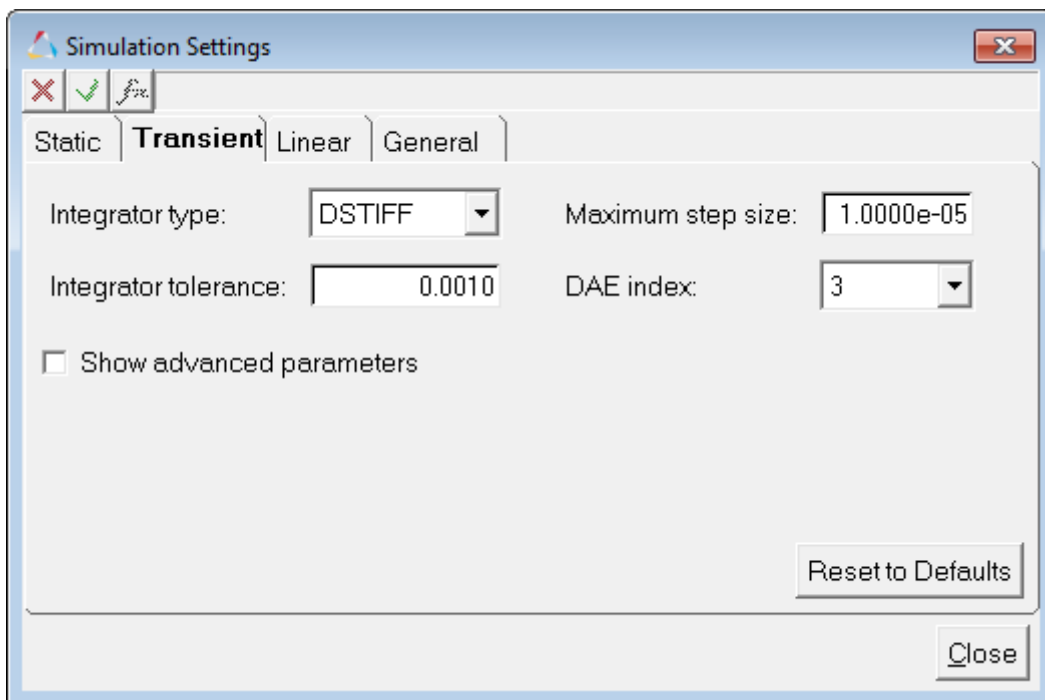 Simulation Settings
fx
Static Transient Linear General
Integrator type: DSTIFF Maximum step size: 1.0000e-05
Integrator tolerance: 0.0010 DAE index: 3
Show advanced parameters
Reset to Defaults
Close